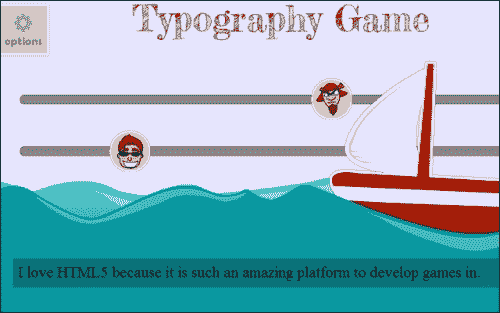 Typography Game
options
I love HTML5 because it is such an amazing platform to develop games in.